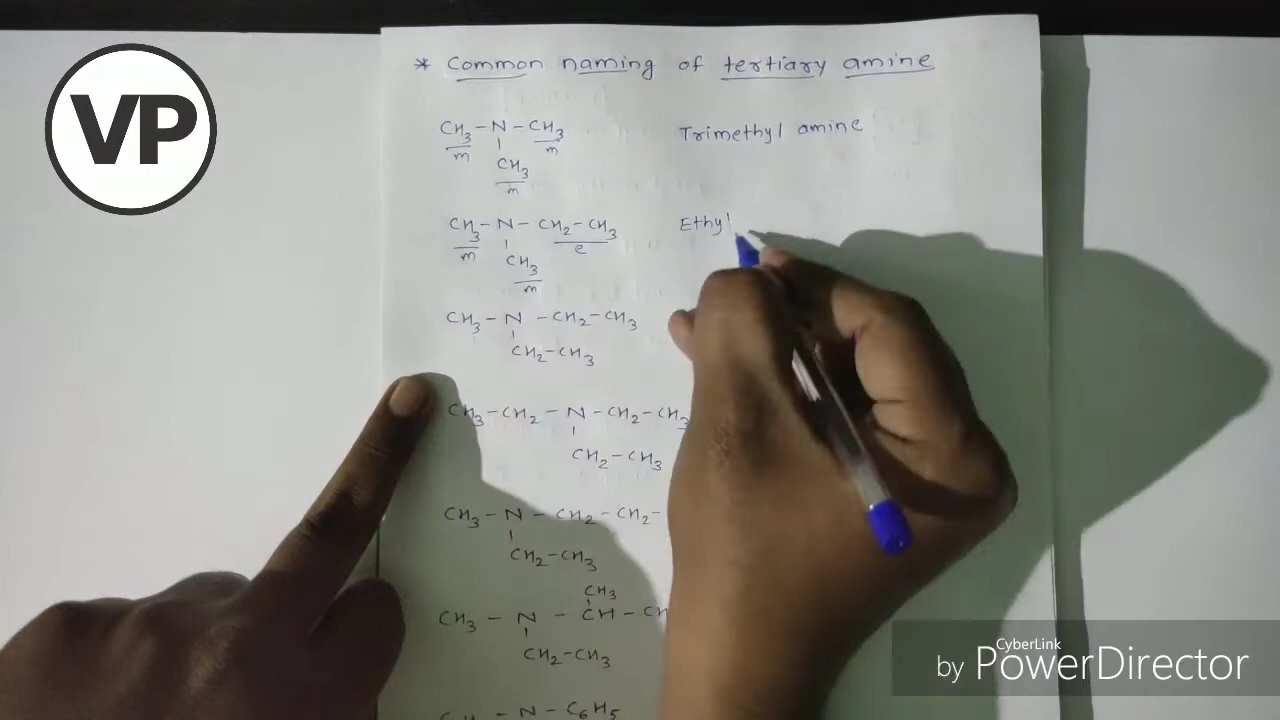 VP
* Common naming of tertiary amine
CH3 - N - CH3 Trimethyl amine
m m
CH3
m
CH3 - N - CH2 - CH3 Ethyl
m e
CH3
m
CH3 - N - CH2 - CH3
CH2 - CH3
CH3 - CH2 - N - CH2 - CH3
CH2 - CH3
CH3 - N - CH2 - CH2 -
CH2 - CH3
CH3
CH3 - N - CH - CH
CH2 - CH3
N - C6H5
CyberLink
by PowerDirector